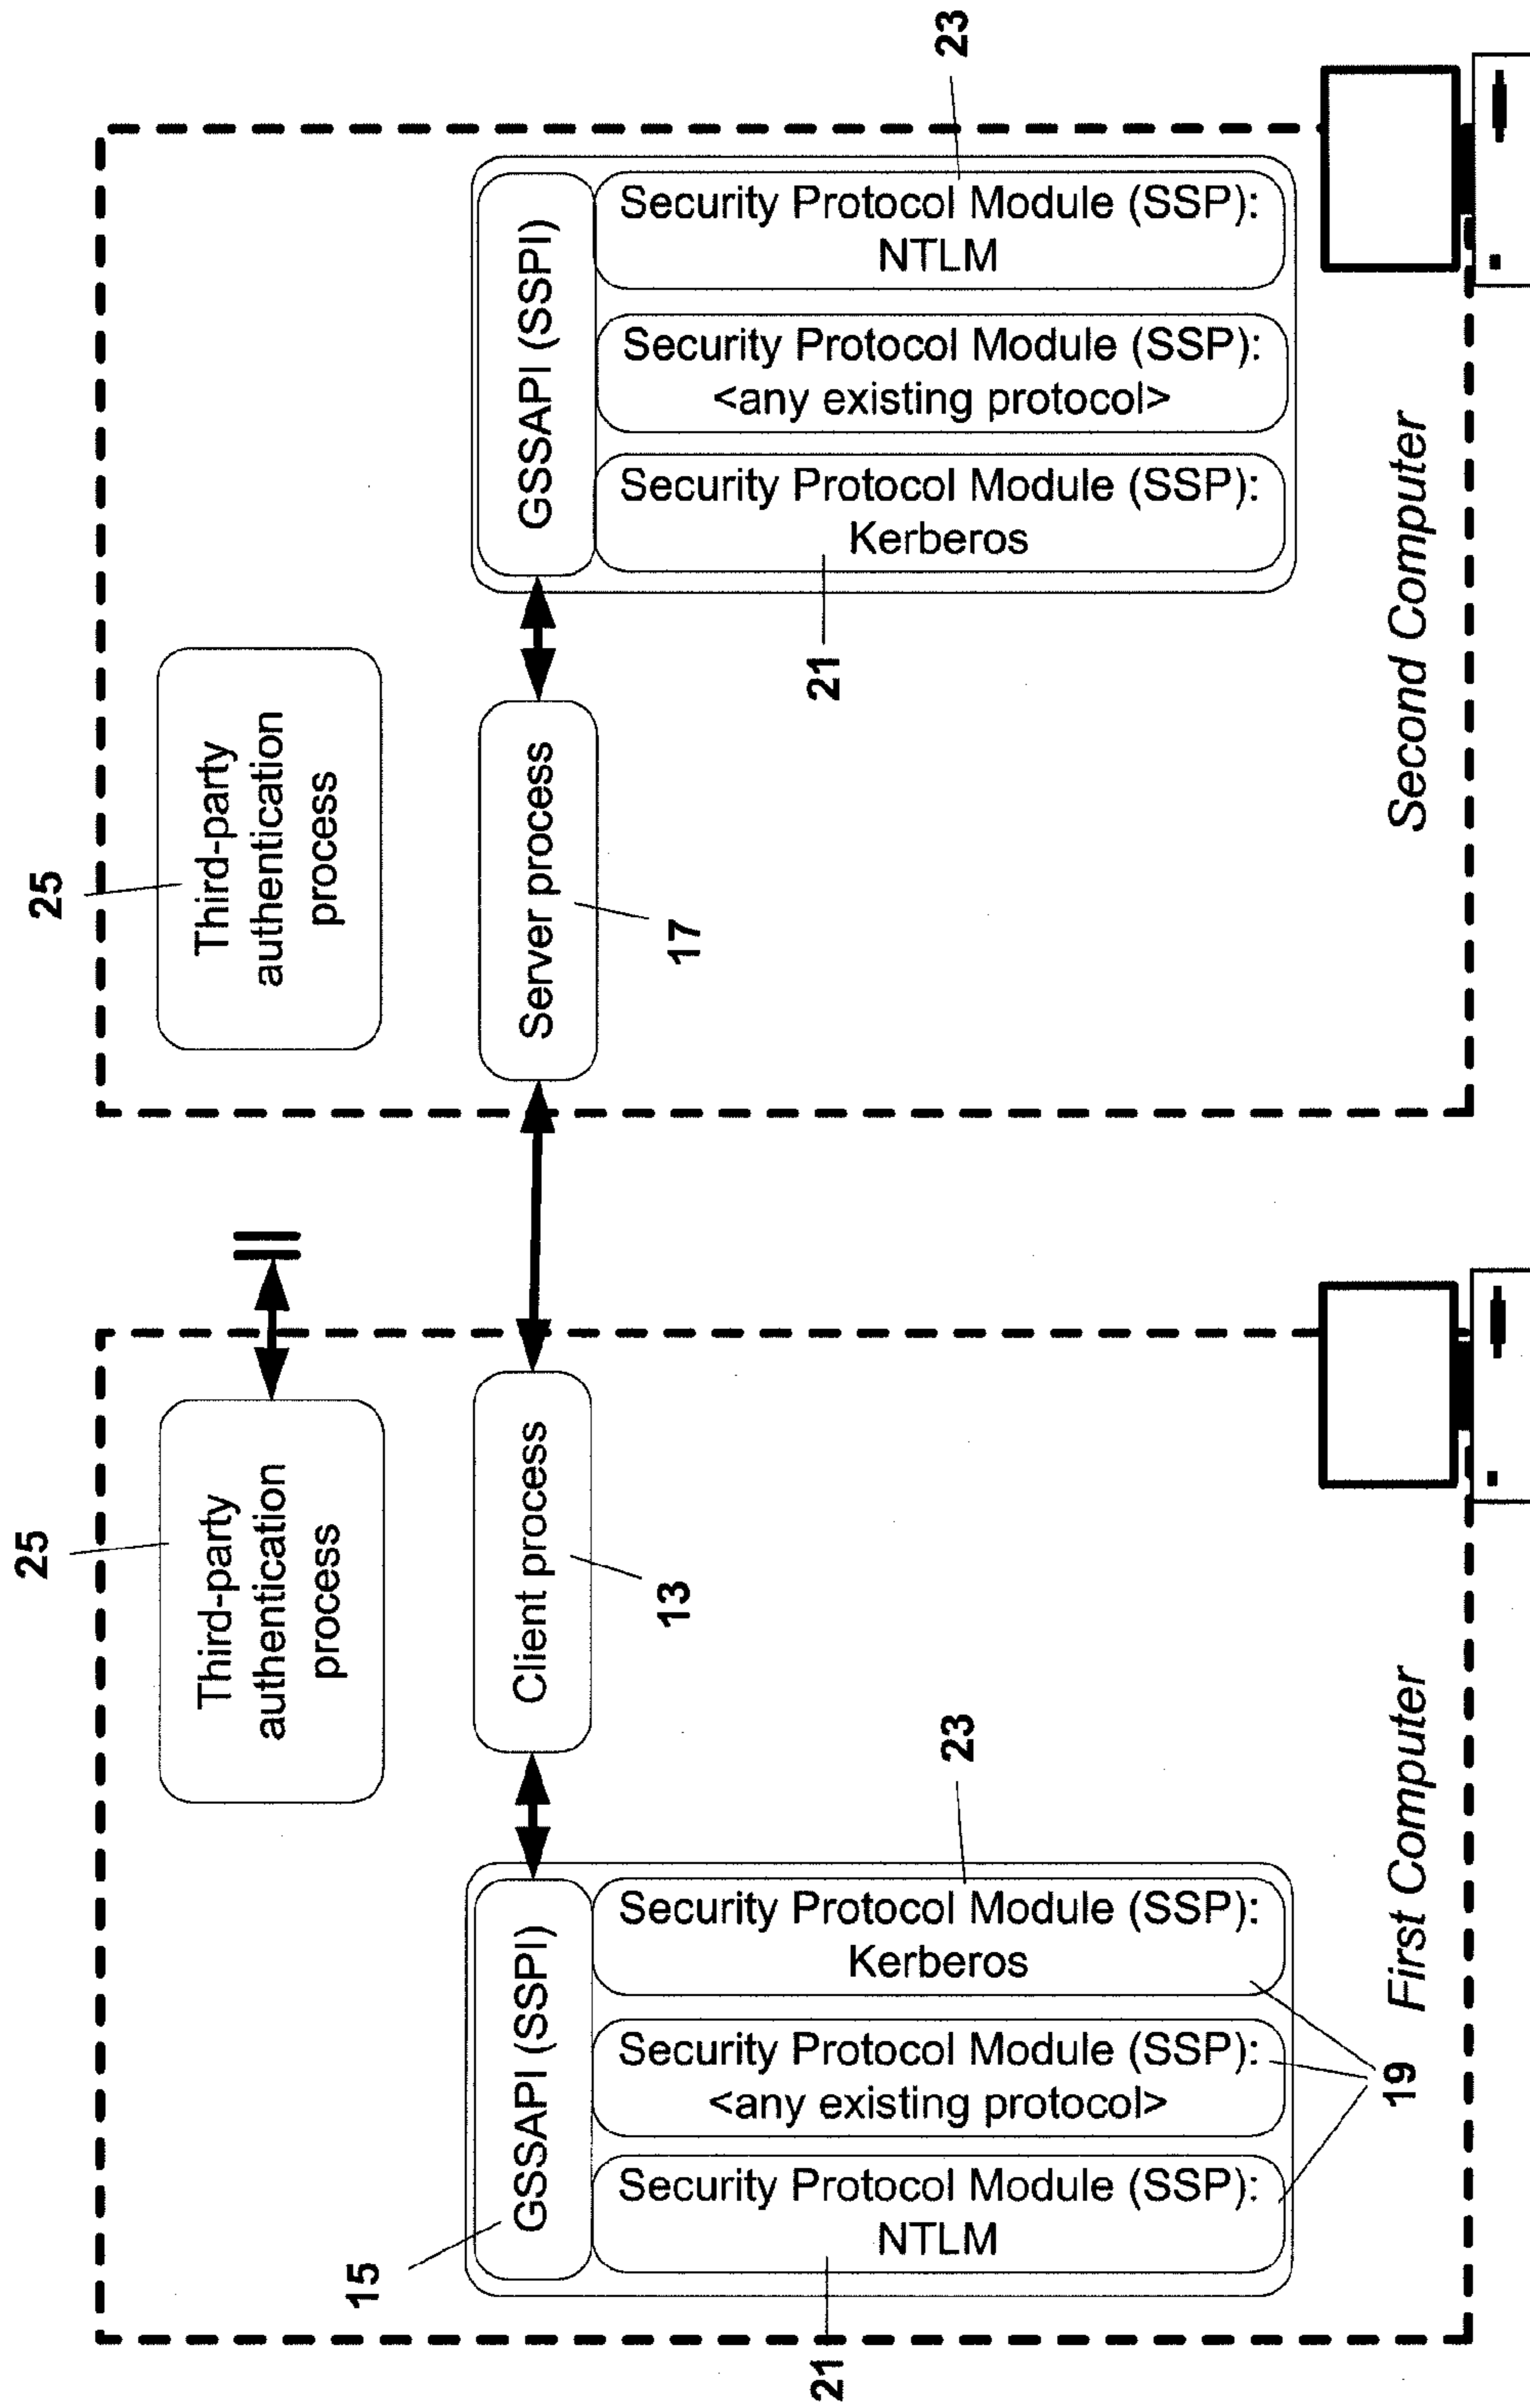 25
Third-party
authentication
process
25
Third-party
authentication
process
15
GSSAPI (SSPI)
Client process
13
Server process
17
GSSAPI (SSPI)
21
Security Protocol Module (SSP):
NTLM
Security Protocol Module (SSP):
<any existing protocol>
Security Protocol Module (SSP):
Kerberos
23
19
First Computer
21
Security Protocol Module (SSP):
Kerberos
Security Protocol Module (SSP):
<any existing protocol>
Security Protocol Module (SSP):
NTLM
23
Second Computer